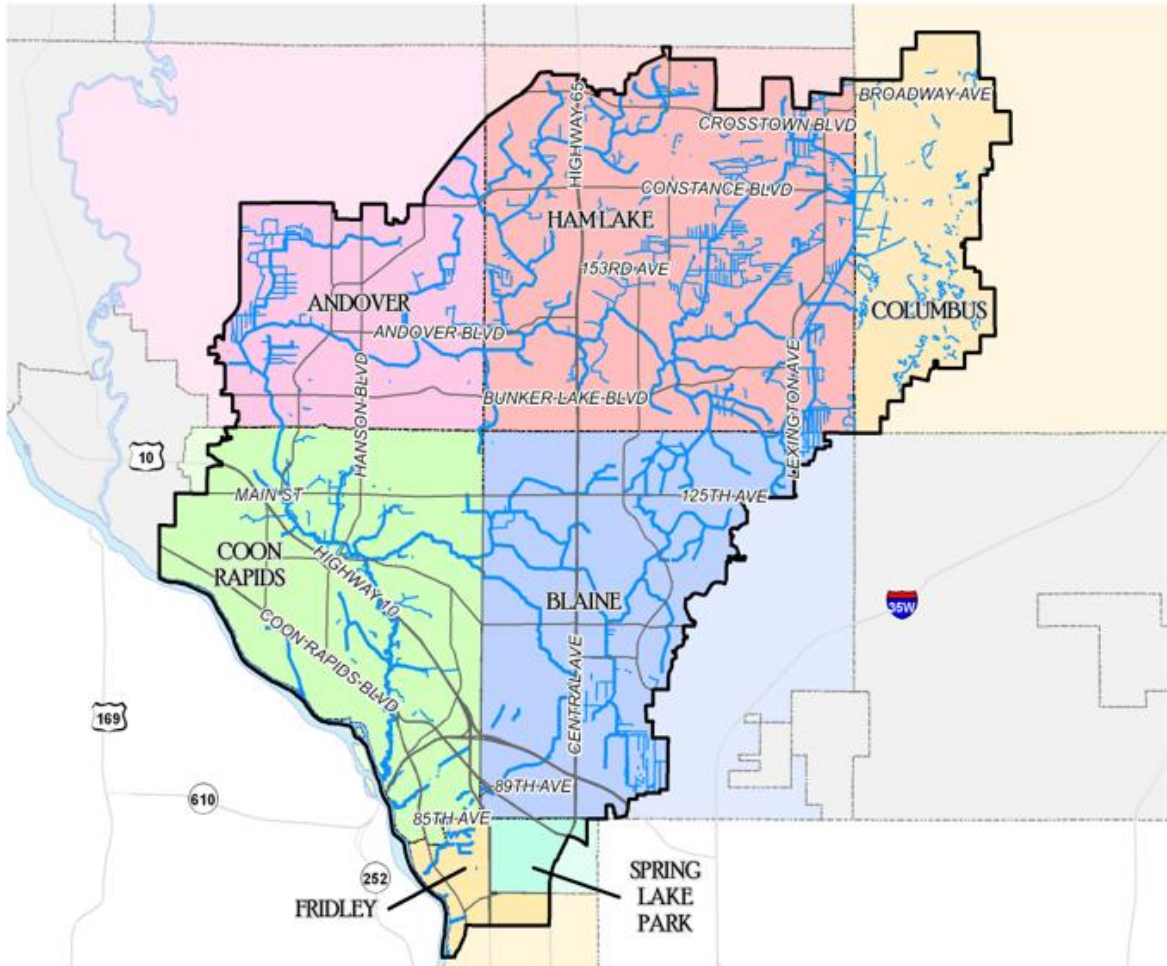 BROADWAY AVE
CROSSTOWN BLVD
HIGHWAY 65
CONSTANCE BLVD
HAM LAKE
153RD AVE
ANDOVER
COLUMBUS
ANDOVER BLVD
HANSON BLVD
BUNKER LAKE BLVD
LEXINGTON AVE
10
MAIN ST
125TH AVE
COON
RAPIDS
HIGHWAY 10
BLAINE
35W
COON RAPIDS BLVD
CENTRAL AVE
169
610
89TH AVE
85TH AVE
252
FRIDLEY
SPRING
LAKE
PARK